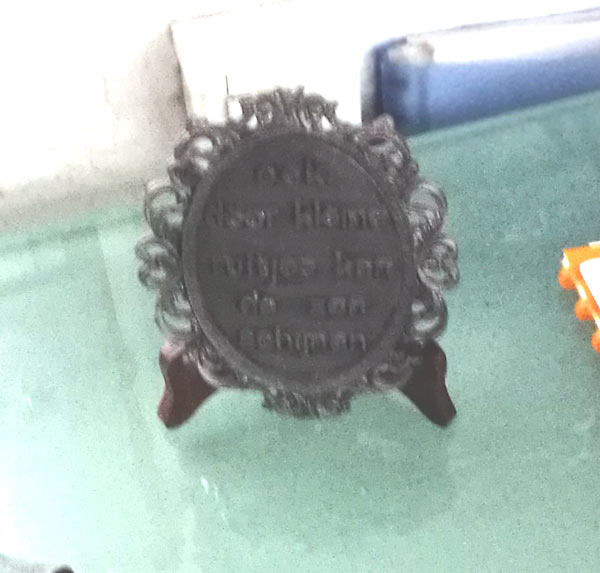 ook
door kleine
ruitjes kan
de zon
schijnen